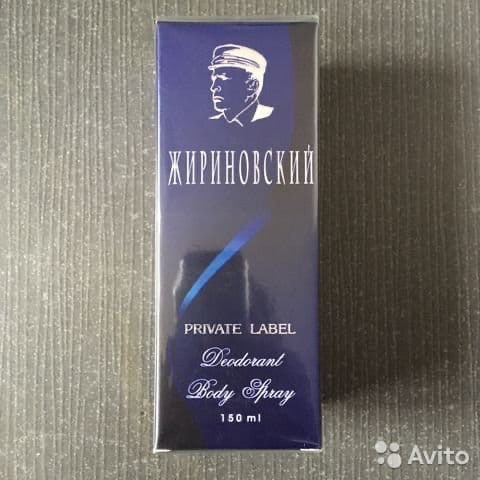 ЖИРИНОВСКИЙ
PRIVATE LABEL
Deodorant
Body Spray
150 ml
Avito